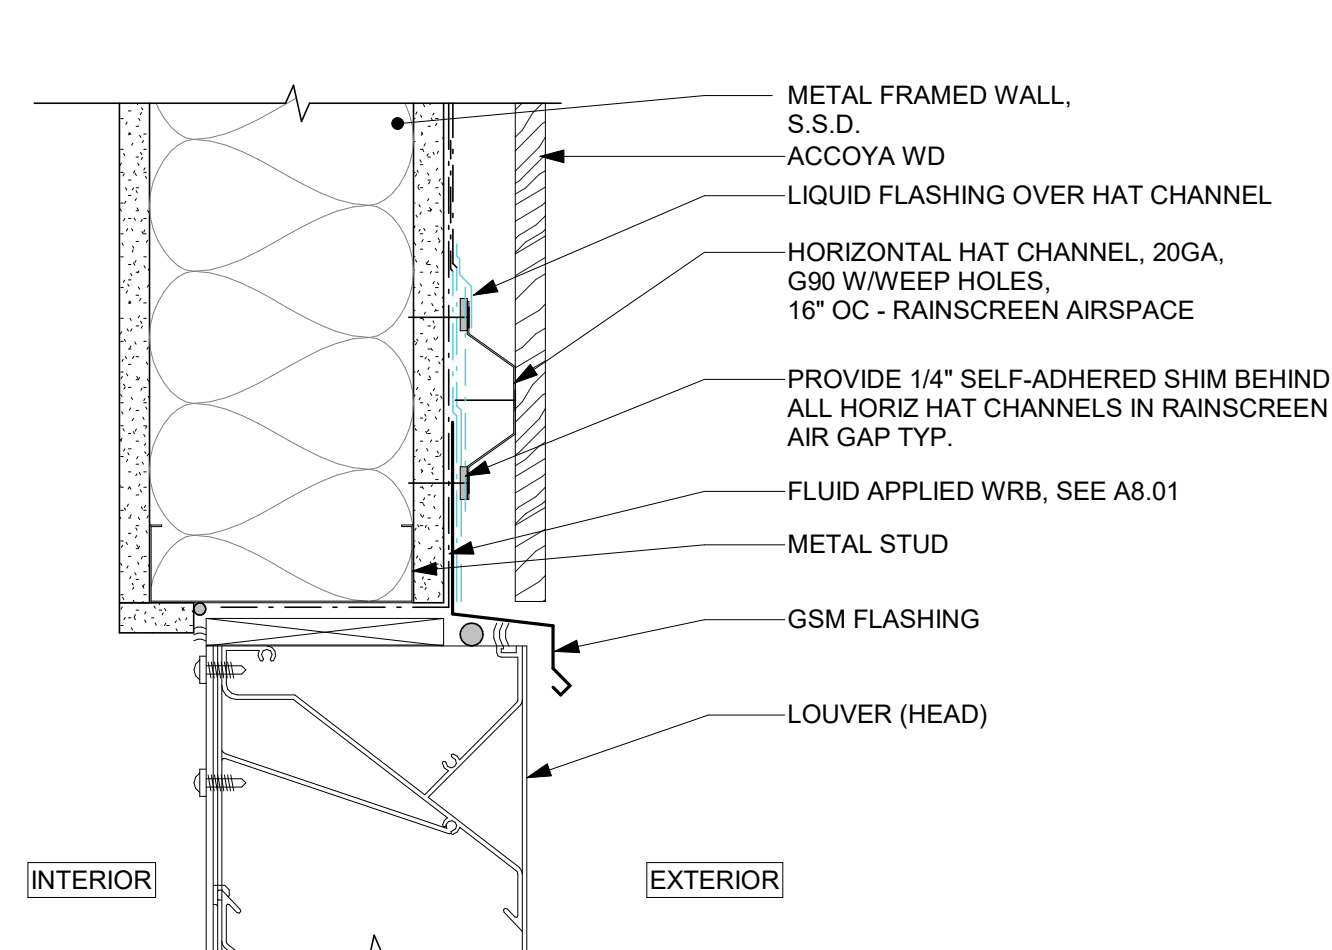 METAL FRAMED WALL,
S.S.D.
ACCOYA WD
LIQUID FLASHING OVER HAT CHANNEL
HORIZONTAL HAT CHANNEL, 20GA,
G90 W/WEEP HOLES,
16" OC - RAINSCREEN AIRSPACE
PROVIDE 1/4" SELF-ADHERED SHIM BEHIND
ALL HORIZ HAT CHANNELS IN RAINSCREEN
AIR GAP TYP.
FLUID APPLIED WRB, SEE A8.01
METAL STUD
GSM FLASHING
LOUVER (HEAD)
INTERIOR
EXTERIOR